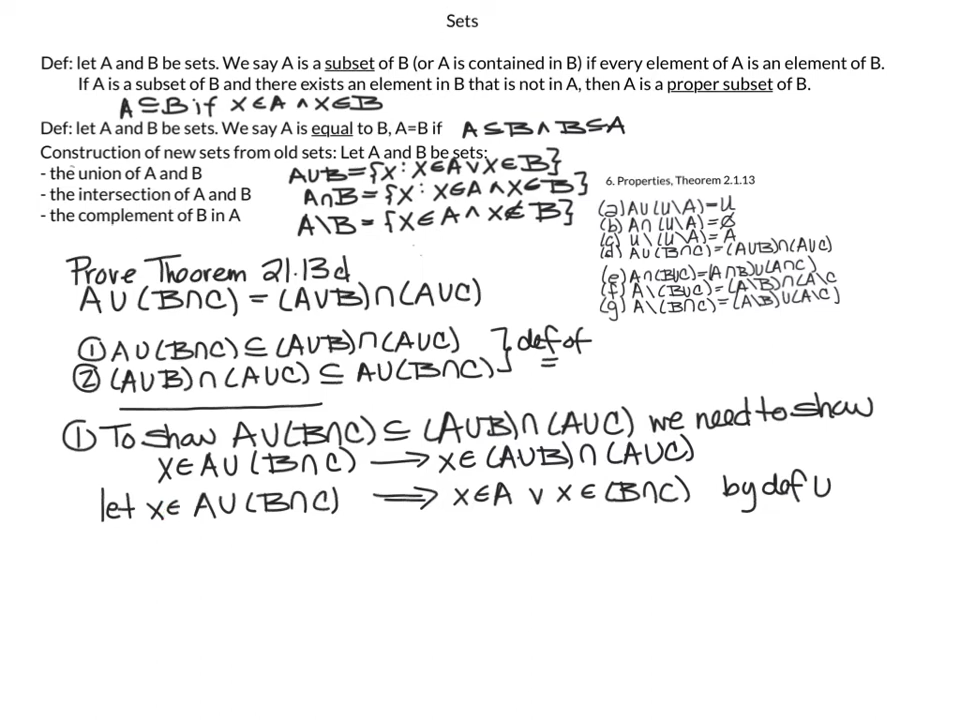 Sets
Def: let A and B be sets. We say A is a subset of B (or A is contained in B) if every element of A is an element of B.
If A is a subset of B and there exists an element in B that is not in A, then A is a proper subset of B.
A⊆B if x∈A ∧ x∈B
Def: let A and B be sets. We say A is equal to B, A=B if A⊆B ∧ B⊆A
Construction of new sets from old sets: Let A and B be sets:
- the union of A and B A∪B={x: x∈A ∨ x∈B}
- the intersection of A and B A∩B={x: x∈A ∧ x∈B}
- the complement of B in A A\B={x∈A ∧ x∉B}
6. Properties, Theorem 2.1.13
(a) A∪(U\A)=U
(b) A∩(U\A)=∅
(c) U\(U\A)=A
(d) A∪(B∩C)=(A∪B)∩(A∪C)
(e) A∩(B∪C)=(A∩B)∪(A∩C)
(f) A\(B∪C)=(A\B)∩(A\C
(g) A\(B∩C)=(A\B)∪(A\C)
Prove Theorem 21.13d
A∪(B∩C)=(A∪B)∩(A∪C)
① A∪(B∩C)⊆(A∪B)∩(A∪C) } def of
② (A∪B)∩(A∪C)⊆A∪(B∩C) =
① To show A∪(B∩C)⊆(A∪B)∩(A∪C) we need to show
x∈A∪(B∩C) → x∈(A∪B)∩(A∪C)
let x∈A∪(B∩C) ⟹ x∈A ∨ x∈(B∩C) by def ∪